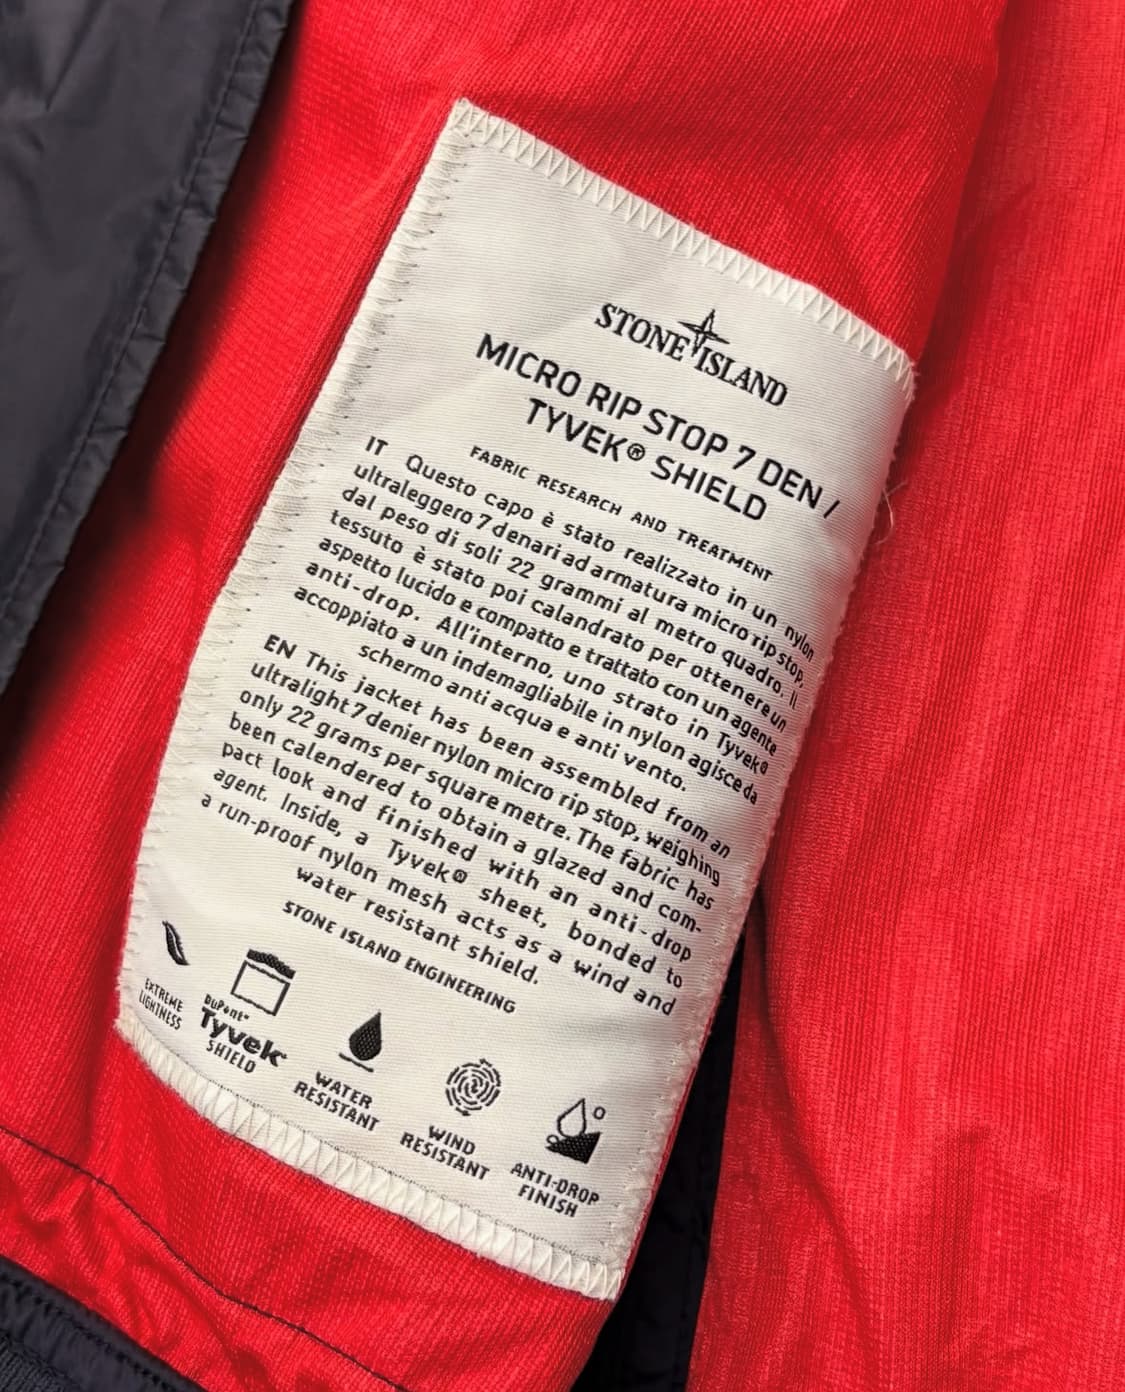 STONE ISLAND
MICRO RIP STOP 7 DEN /
TYVEK® SHIELD
FABRIC RESEARCH AND TREATMENT
IT Questo capo è stato realizzato in un nylon
ultraleggero 7 denari ad armatura micro rip stop,
dal peso di soli 22 grammi al metro quadro. Il
tessuto è stato poi calandrato per ottenere un
aspetto lucido e compatto e trattato con un agente
anti-drop. All'interno, uno strato in Tyvek®
accoppiato a un indemagliabile in nylon agisce da
schermo anti acqua e anti vento.
EN This jacket has been assembled from an
ultralight 7 denier nylon micro rip stop, weighing
only 22 grams per square metre. The fabric has
been calendered to obtain a glazed and com-
pact look and finished with an anti-drop
agent. Inside, a Tyvek® sheet, bonded to
a run-proof nylon mesh acts as a wind and
water resistant shield.
STONE ISLAND ENGINEERING
EXTREME
LIGHTNESS
DuPont™
Tyvek®
SHIELD
WATER
RESISTANT
WIND
RESISTANT
ANTI-DROP
FINISH